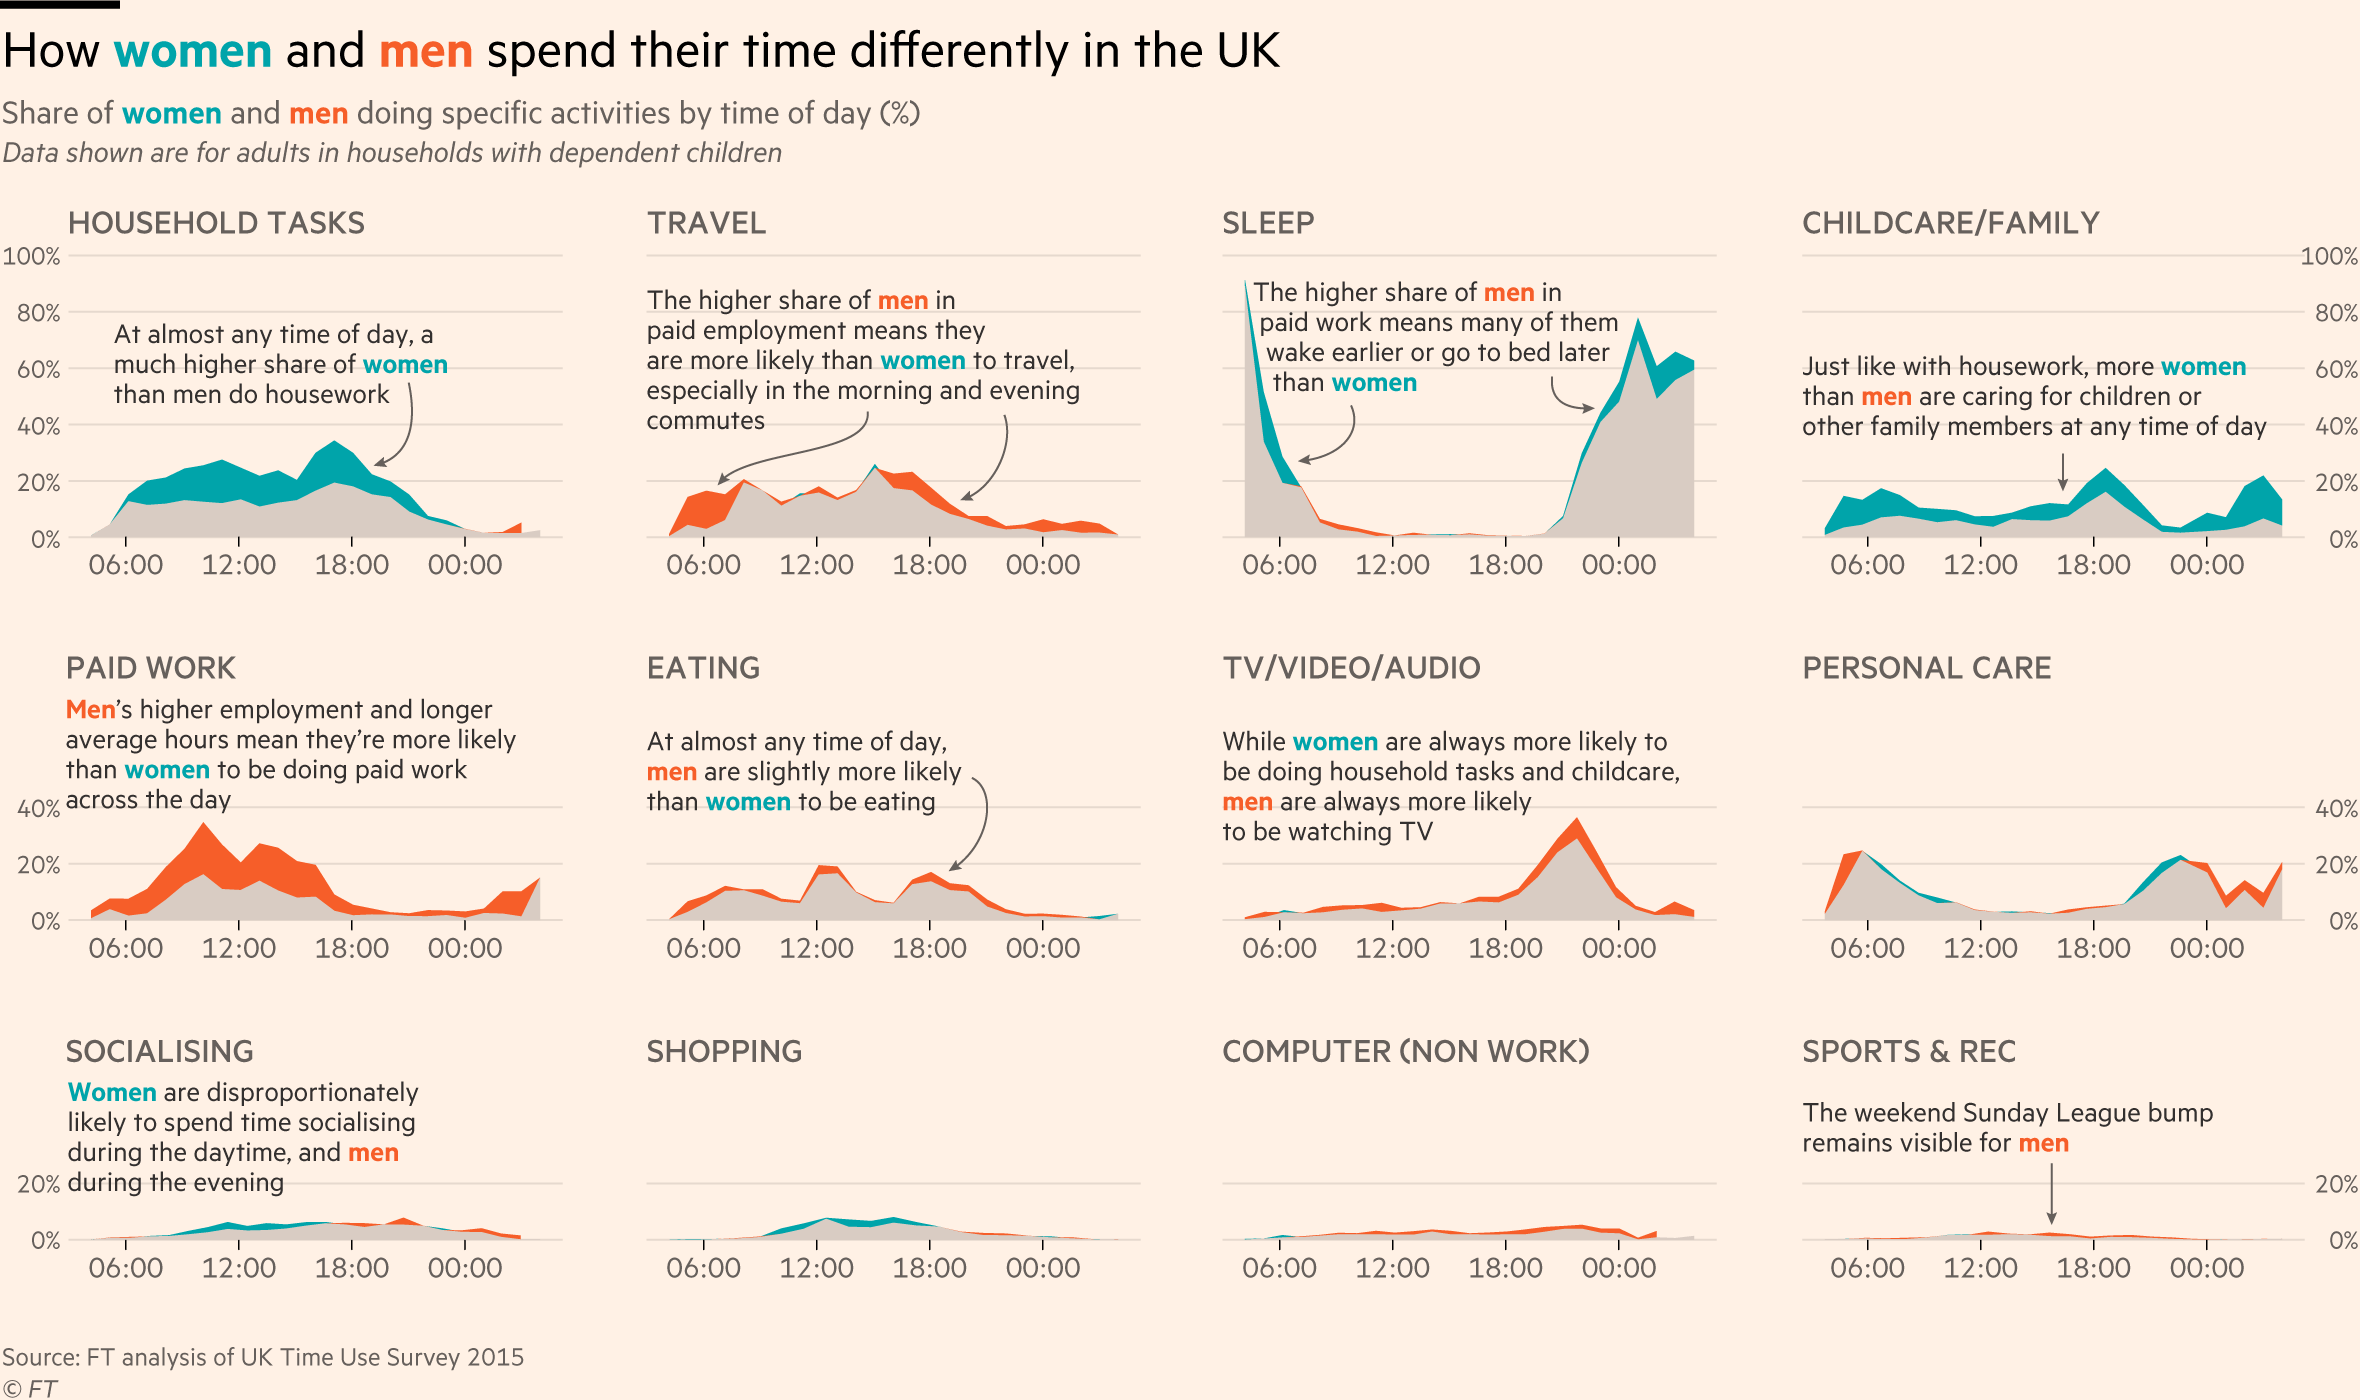 How women and men spend their time differently in the UK
Share of women and men doing specific activities by time of day (%)
Data shown are for adults in households with dependent children
HOUSEHOLD TASKS
100%
80%
60%
40%
20%
0%
At almost any time of day, a
much higher share of women
than men do housework
06:00 12:00 18:00 00:00
TRAVEL
The higher share of men in
paid employment means they
are more likely than women to travel,
especially in the morning and evening
commutes
06:00 12:00 18:00 00:00
SLEEP
The higher share of men in
paid work means many of them
wake earlier or go to bed later
than women
06:00 12:00 18:00 00:00
CHILDCARE/FAMILY
100%
80%
60%
40%
20%
0%
Just like with housework, more women
than men are caring for children or
other family members at any time of day
06:00 12:00 18:00 00:00
PAID WORK
Men's higher employment and longer
average hours mean they're more likely
than women to be doing paid work
across the day
40%
20%
0%
06:00 12:00 18:00 00:00
EATING
At almost any time of day,
men are slightly more likely
than women to be eating
06:00 12:00 18:00 00:00
TV/VIDEO/AUDIO
While women are always more likely to
be doing household tasks and childcare,
men are always more likely
to be watching TV
06:00 12:00 18:00 00:00
PERSONAL CARE
40%
20%
0%
06:00 12:00 18:00 00:00
SOCIALISING
Women are disproportionately
likely to spend time socialising
during the daytime, and men
during the evening
20%
0%
06:00 12:00 18:00 00:00
SHOPPING
06:00 12:00 18:00 00:00
COMPUTER (NON WORK)
06:00 12:00 18:00 00:00
SPORTS & REC
The weekend Sunday League bump
remains visible for men
20%
0%
06:00 12:00 18:00 00:00
Source: FT analysis of UK Time Use Survey 2015
© FT